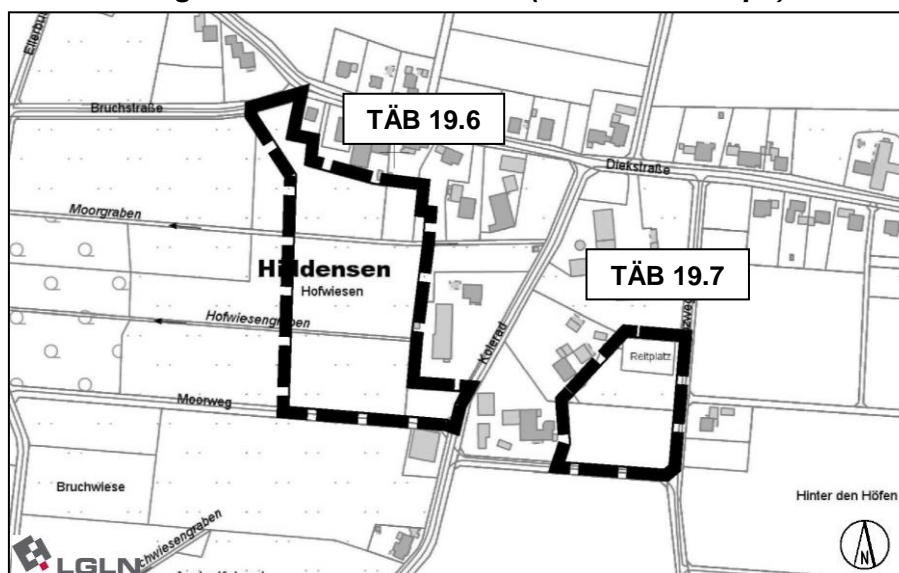 Bruchstraße
TÄB 19.6
Diekstraße
Moorgraben
Hiddensen
Hofwiesen
TÄB 19.7
Hofwiesengraben
Kolerad
Reitplatz
Moorweg
Bruchwiese
Hinter den Höfen
LGLN
N